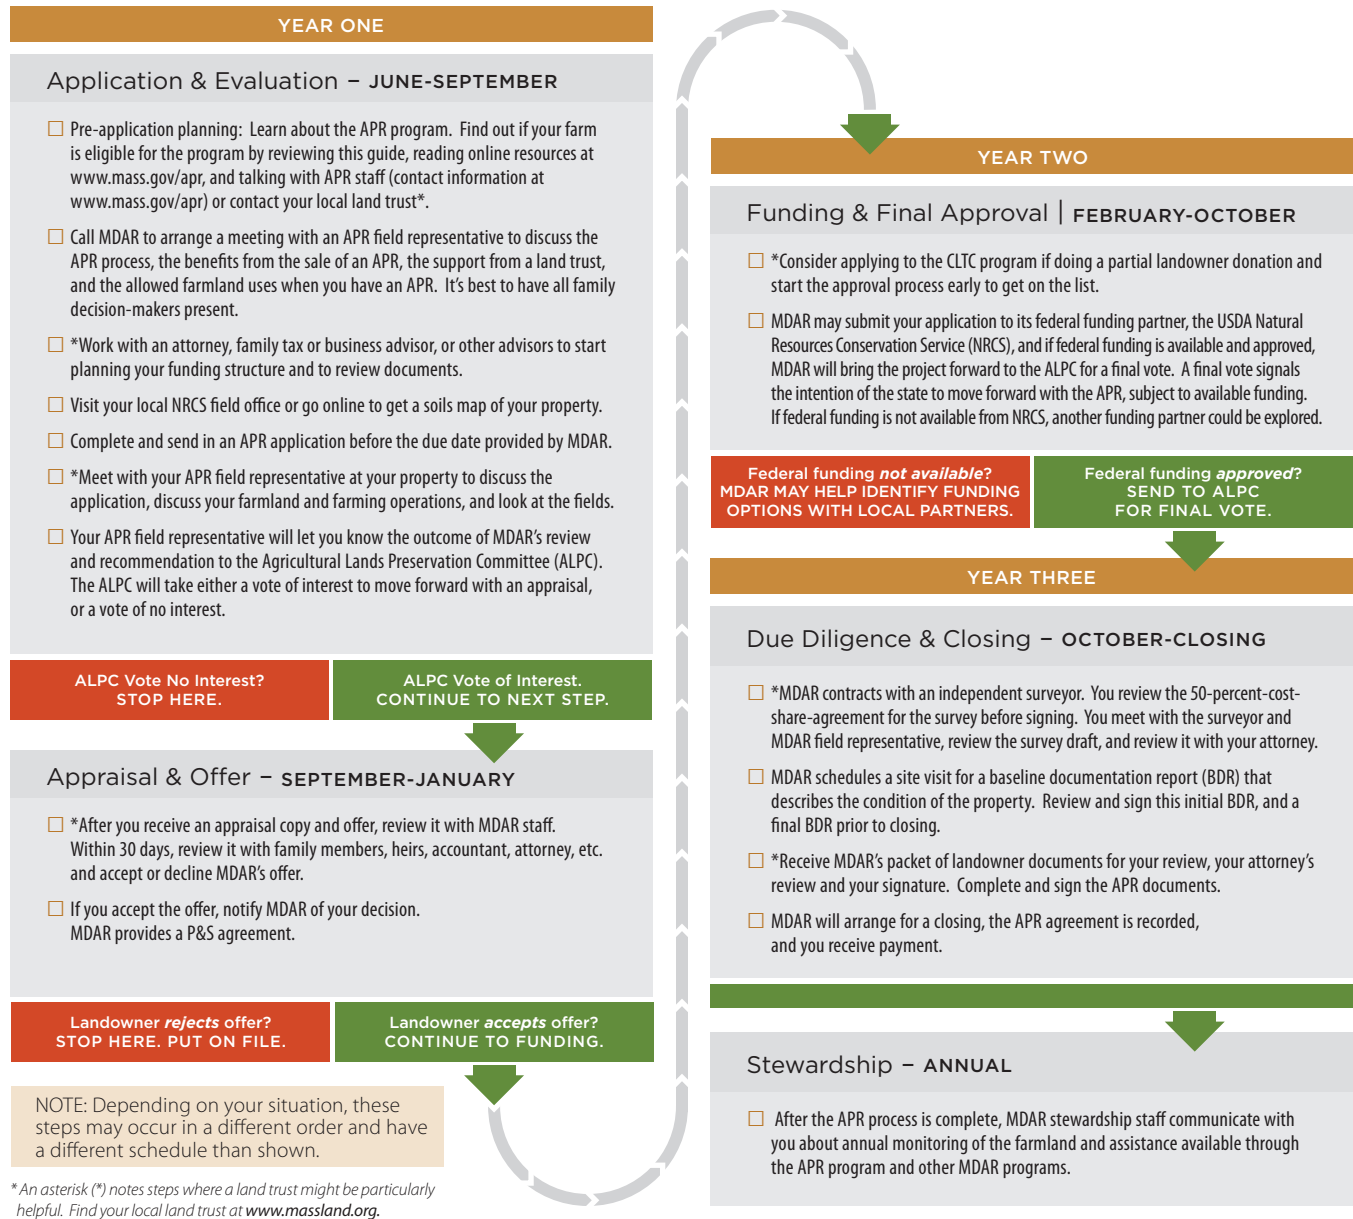 YEAR ONE
Application & Evaluation – JUNE-SEPTEMBER
☐ Pre-application planning: Learn about the APR program. Find out if your farm
is eligible for the program by reviewing this guide, reading online resources at
www.mass.gov/apr, and talking with APR staff (contact information at
www.mass.gov/apr) or contact your local land trust*.
☐ Call MDAR to arrange a meeting with an APR field representative to discuss the
APR process, the benefits from the sale of an APR, the support from a land trust,
and the allowed farmland uses when you have an APR. It's best to have all family
decision-makers present.
☐ *Work with an attorney, family tax or business advisor, or other advisors to start
planning your funding structure and to review documents.
☐ Visit your local NRCS field office or go online to get a soils map of your property.
☐ Complete and send in an APR application before the due date provided by MDAR.
☐ *Meet with your APR field representative at your property to discuss the
application, discuss your farmland and farming operations, and look at the fields.
☐ Your APR field representative will let you know the outcome of MDAR's review
and recommendation to the Agricultural Lands Preservation Committee (ALPC).
The ALPC will take either a vote of interest to move forward with an appraisal,
or a vote of no interest.
ALPC Vote No Interest?
STOP HERE.
ALPC Vote of Interest.
CONTINUE TO NEXT STEP.
Appraisal & Offer – SEPTEMBER-JANUARY
☐ *After you receive an appraisal copy and offer, review it with MDAR staff.
Within 30 days, review it with family members, heirs, accountant, attorney, etc.
and accept or decline MDAR's offer.
☐ If you accept the offer, notify MDAR of your decision.
MDAR provides a P&S agreement.
Landowner rejects offer?
STOP HERE. PUT ON FILE.
Landowner accepts offer?
CONTINUE TO FUNDING.
NOTE: Depending on your situation, these
steps may occur in a different order and have
a different schedule than shown.
* An asterisk (*) notes steps where a land trust might be particularly
helpful. Find your local land trust at www.massland.org.
YEAR TWO
Funding & Final Approval | FEBRUARY-OCTOBER
☐ *Consider applying to the CLTC program if doing a partial landowner donation and
start the approval process early to get on the list.
☐ MDAR may submit your application to its federal funding partner, the USDA Natural
Resources Conservation Service (NRCS), and if federal funding is available and approved,
MDAR will bring the project forward to the ALPC for a final vote. A final vote signals
the intention of the state to move forward with the APR, subject to available funding.
If federal funding is not available from NRCS, another funding partner could be explored.
Federal funding not available?
MDAR MAY HELP IDENTIFY FUNDING
OPTIONS WITH LOCAL PARTNERS.
Federal funding approved?
SEND TO ALPC
FOR FINAL VOTE.
YEAR THREE
Due Diligence & Closing – OCTOBER-CLOSING
☐ *MDAR contracts with an independent surveyor. You review the 50-percent-cost-
share-agreement for the survey before signing. You meet with the surveyor and
MDAR field representative, review the survey draft, and review it with your attorney.
☐ MDAR schedules a site visit for a baseline documentation report (BDR) that
describes the condition of the property. Review and sign this initial BDR, and a
final BDR prior to closing.
☐ *Receive MDAR's packet of landowner documents for your review, your attorney's
review and your signature. Complete and sign the APR documents.
☐ MDAR will arrange for a closing, the APR agreement is recorded,
and you receive payment.
Stewardship – ANNUAL
☐ After the APR process is complete, MDAR stewardship staff communicate with
you about annual monitoring of the farmland and assistance available through
the APR program and other MDAR programs.